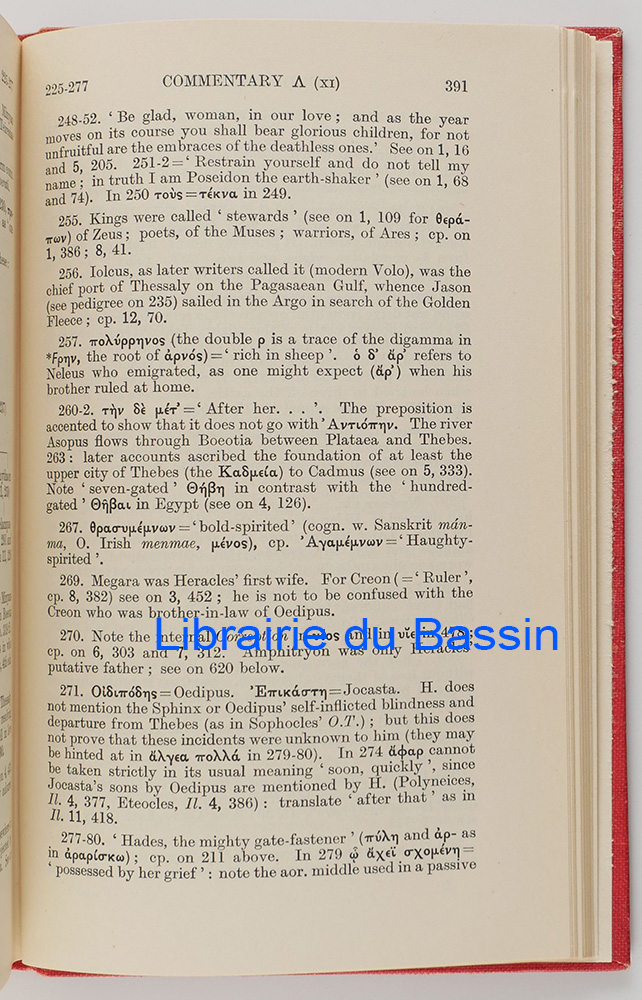 225-277 COMMENTARY Λ (XI) 391
248-52. ‘ Be glad, woman, in our love ; and as the year
moves on its course you shall bear glorious children, for not
unfruitful are the embraces of the deathless ones.’ See on 1, 16
and 5, 205. 251-2 = ‘ Restrain yourself and do not tell my
name ; in truth I am Poseidon the earth-shaker ’ (see on 1, 68
and 74). In 250 τοὺς = τέκνα in 249.
255. Kings were called ‘ stewards ’ (see on 1, 109 for θερά-
πων) of Zeus ; poets, of the Muses ; warriors, of Ares ; cp. on
1, 386 ; 8, 41.
256. Iolcus, as later writers called it (modern Volo), was the
chief port of Thessaly on the Pagasaean Gulf, whence Jason
(see pedigree on 235) sailed in the Argo in search of the Golden
Fleece ; cp. 12, 70.
257. πολύρρηνος (the double ρ is a trace of the digamma in
*Ϝρην, the root of ἀρνός) = ‘ rich in sheep ’. ὁ δ’ ἄρ’ refers to
Neleus who emigrated, as one might expect (ἄρ’) when his
brother ruled at home.
260-2. τὴν δὲ μέτ’ = ‘ After her. . . ’. The preposition is
accented to show that it does not go with Ἀντιόπην. The river
Asopus flows through Boeotia between Plataea and Thebes.
263 : later accounts ascribed the foundation of at least the
upper city of Thebes (the Καδμεία) to Cadmus (see on 5, 333).
Note ‘ seven-gated ’ Θήβη in contrast with the ‘ hundred-
gated ’ Θῆβαι in Egypt (see on 4, 126).
267. θρασυμέμνων = ‘ bold-spirited ’ (cogn. w. Sanskrit mán-
ma, O. Irish menmae, μένος), cp. Ἀγαμέμνων = ‘ Haughty-
spirited ’.
269. Megara was Heracles’ first wife. For Creon ( = ‘ Ruler ’,
cp. 8, 382) see on 3, 452 ; he is not to be confused with the
Creon who was brother-in-law of Oedipus.
270. Note the internal Correption in υἱὸς and in υἷε in 478 ;
cp. on 6, 303 and 7, 312. Amphitryon was only Heracles’
putative father ; see on 620 below.
Librairie du Bassin
271. Οἰδιπόδης = Oedipus. Ἐπικάστη = Jocasta. H. does
not mention the Sphinx or Oedipus’ self-inflicted blindness and
departure from Thebes (as in Sophocles’ O.T.) ; but this does
not prove that these incidents were unknown to him (they may
be hinted at in ἄλγεα πολλά in 279-80). In 274 ἄφαρ cannot
be taken strictly in its usual meaning ‘ soon, quickly ’, since
Jocasta’s sons by Oedipus are mentioned by H. (Polyneices,
Il. 4, 377, Eteocles, Il. 4, 386) : translate ‘ after that ’ as in
Il. 11, 418.
277-80. ‘ Hades, the mighty gate-fastener ’ (πύλη and ἀρ- as
in ἀραρίσκω) ; cp. on 211 above. In 279 ᾧ ἄχεϊ σχομένη =
‘ possessed by her grief ’ : note the aor. middle used in a passive